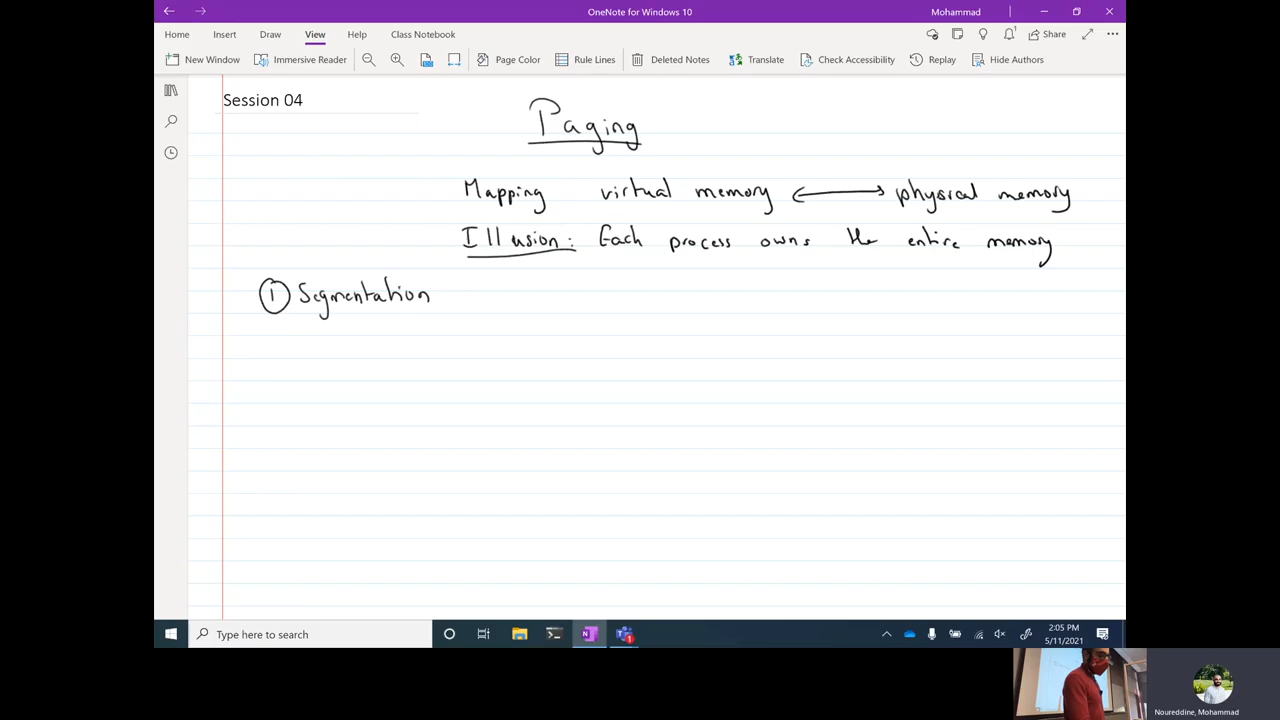 OneNote for Windows 10
Mohammad
Home Insert Draw View Help Class Notebook
Share
New Window Immersive Reader Page Color Rule Lines Deleted Notes Translate Check Accessibility Replay Hide Authors
Session 04
Paging
Mapping virtual memory ⟷ physical memory
Illusion: Each process owns the entire memory
① Segmentation
Type here to search
2:05 PM
5/11/2021
Noureddine, Mohammad